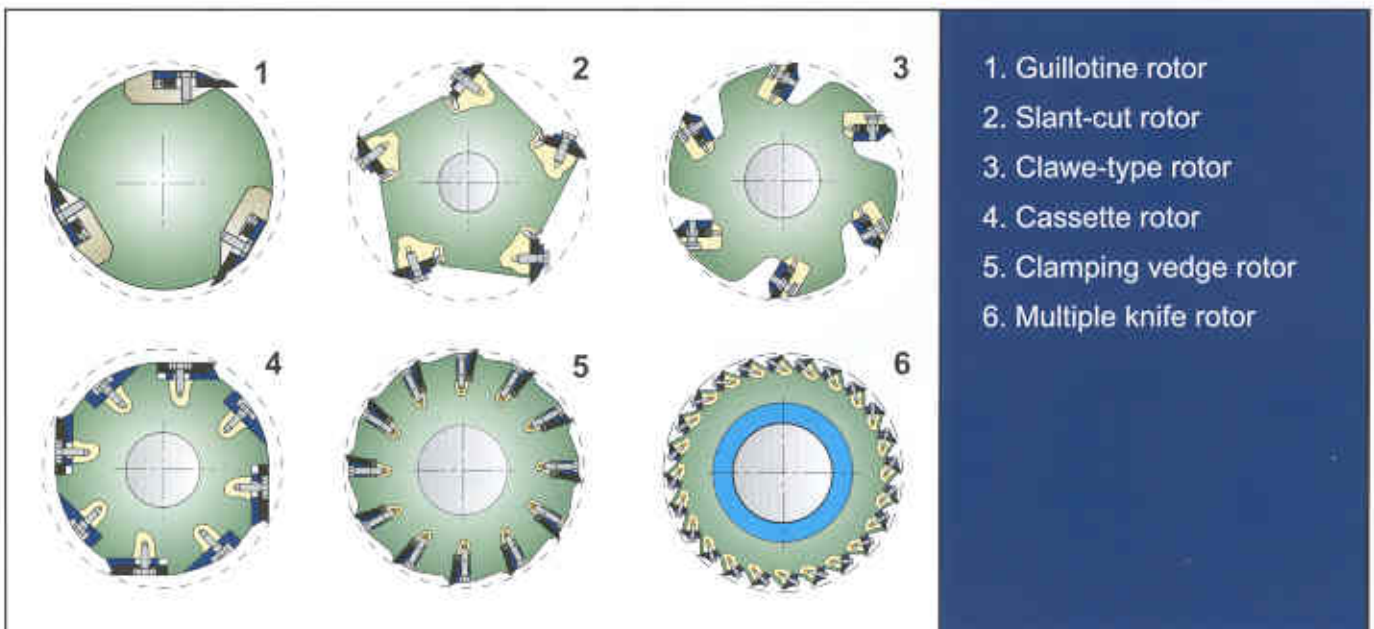 1
2
3
4
5
6
1. Guillotine rotor
2. Slant-cut rotor
3. Clawe-type rotor
4. Cassette rotor
5. Clamping vedge rotor
6. Multiple knife rotor